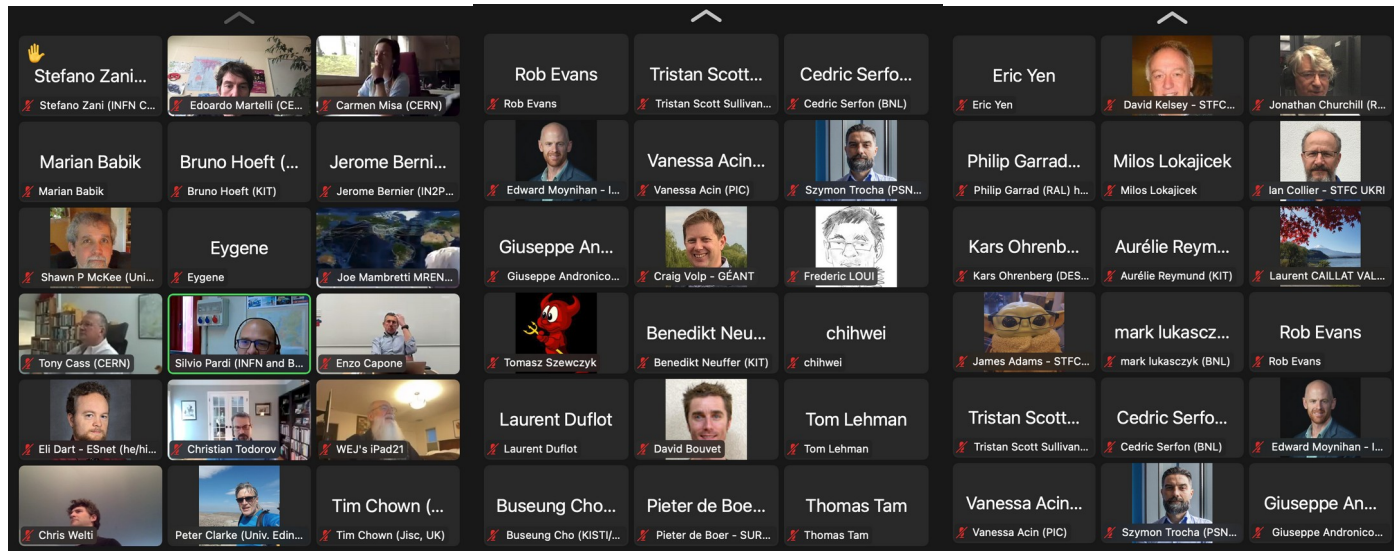 Stefano Zani...
Stefano Zani (INFN C...
Edoardo Martelli (CE...
Carmen Misa (CERN)
Marian Babik
Marian Babik
Bruno Hoeft (...
Bruno Hoeft (KIT)
Jerome Berni...
Jerome Bernier (IN2P...
Shawn P McKee (Uni...
Eygene
Eygene
Joe Mambretti MREN...
Tony Cass (CERN)
Silvio Pardi (INFN and B...
Enzo Capone
Eli Dart - ESnet (he/hi...
Christian Todorov
WEJ's iPad21
Chris Welti
Peter Clarke (Univ. Edin...
Tim Chown (...
Tim Chown (Jisc, UK)
Rob Evans
Rob Evans
Tristan Scott...
Tristan Scott Sullivan...
Cedric Serfo...
Cedric Serfon (BNL)
Edward Moynihan - I...
Vanessa Acin...
Vanessa Acin (PIC)
Szymon Trocha (PSN...
Giuseppe An...
Giuseppe Andronico...
Craig Volp - GÉANT
Frederic LOUI
Tomasz Szewczyk
Benedikt Neu...
Benedikt Neuffer (KIT)
chihwei
chihwei
Laurent Duflot
Laurent Duflot
David Bouvet
Tom Lehman
Tom Lehman
Buseung Cho...
Buseung Cho (KISTI/...
Pieter de Boe...
Pieter de Boer - SUR...
Thomas Tam
Thomas Tam
Eric Yen
Eric Yen
David Kelsey - STFC...
Jonathan Churchill (R...
Philip Garrad...
Philip Garrad (RAL) h...
Milos Lokajicek
Milos Lokajicek
Ian Collier - STFC UKRI
Kars Ohrenb...
Kars Ohrenberg (DES...
Aurélie Reym...
Aurélie Reymund (KIT)
Laurent CAILLAT VAL...
James Adams - STFC...
mark lukascz...
mark lukasczyk (BNL)
Rob Evans
Rob Evans
Tristan Scott...
Tristan Scott Sullivan...
Cedric Serfo...
Cedric Serfon (BNL)
Edward Moynihan - I...
Vanessa Acin...
Vanessa Acin (PIC)
Szymon Trocha (PSN...
Giuseppe An...
Giuseppe Andronico...